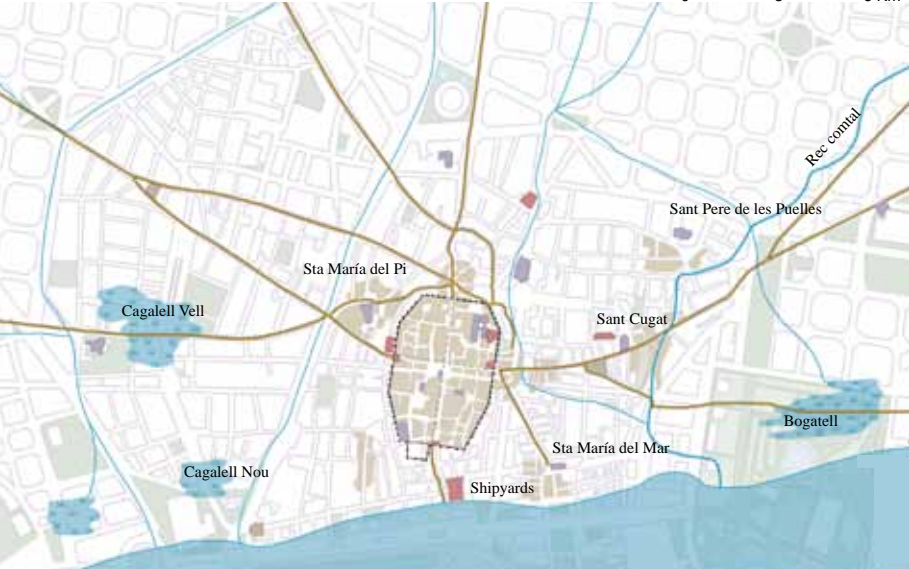 Rec comtal
Sant Pere de les Puelles
Sta María del Pi
Cagalell Vell
Sant Cugat
Bogatell
Sta María del Mar
Cagalell Nou
Shipyards